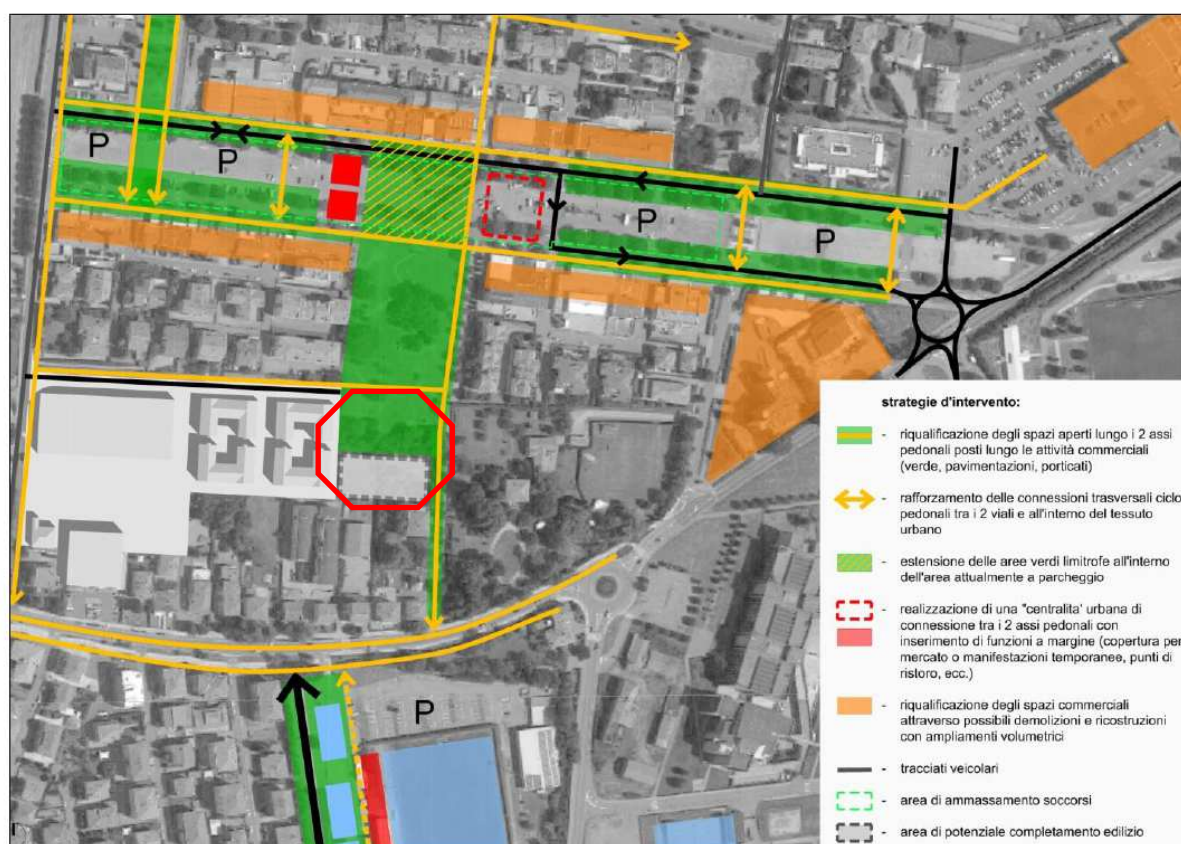 P
P
P
P
P
strategie d'intervento:
- riqualificazione degli spazi aperti lungo i 2 assi
pedonali posti lungo le attività commerciali
(verde, pavimentazioni, porticati)
- rafforzamento delle connessioni trasversali ciclo
pedonali tra i 2 viali e all'interno del tessuto
urbano
- estensione delle aree verdi limitrofe all'interno
dell'area attualmente a parcheggio
- realizzazione di una "centralita' urbana di
connessione tra i 2 assi pedonali con
inserimento di funzioni a margine (copertura per
mercato o manifestazioni temporanee, punti di
ristoro, ecc.)
- riqualificazione degli spazi commerciali
attraverso possibili demolizioni e ricostruzioni
con ampliamenti volumetrici
- tracciati veicolari
- area di ammassamento soccorsi
- area di potenziale completamento edilizio